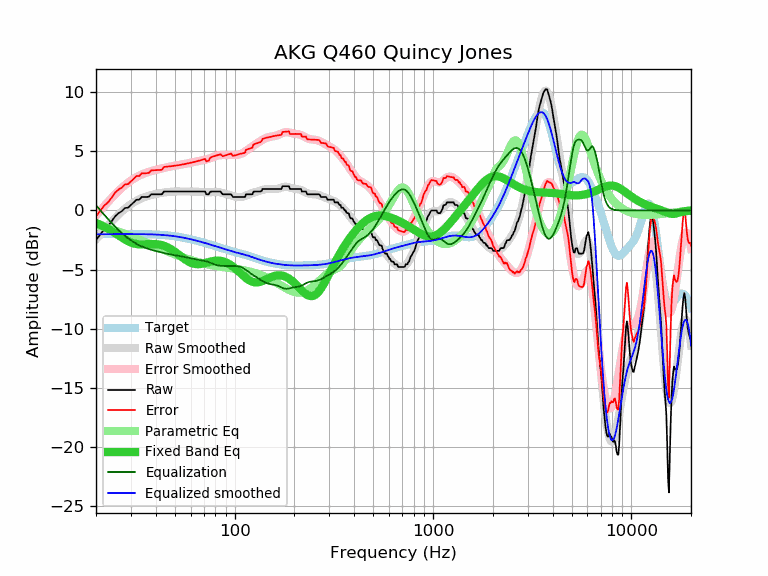 AKG Q460 Quincy Jones
10
5
0
−5
−10
−15
−20
−25
Amplitude (dBr)
Target
Raw Smoothed
Error Smoothed
Raw
Error
Parametric Eq
Fixed Band Eq
Equalization
Equalized smoothed
100
1000
10000
Frequency (Hz)